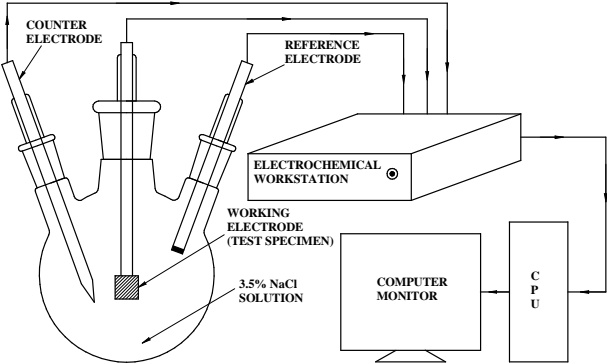 COUNTER
ELECTRODE
REFERENCE
ELECTRODE
ELECTROCHEMICAL
WORKSTATION
WORKING
ELECTRODE
(TEST SPECIMEN)
3.5% NaCl
SOLUTION
COMPUTER
MONITOR
C
P
U